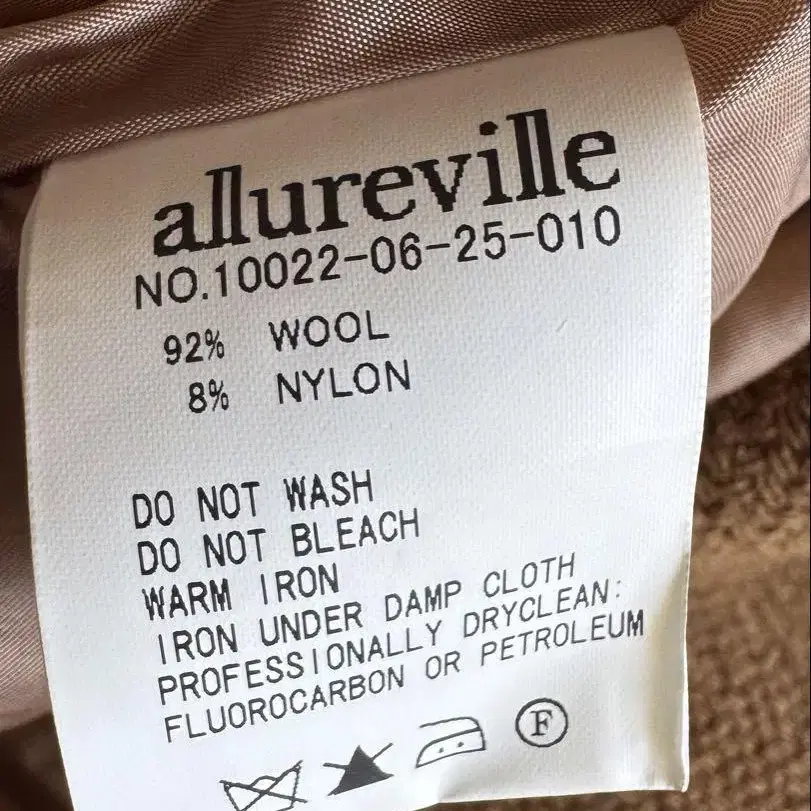 allureville
NO.10022-06-25-010
92% WOOL
8% NYLON
DO NOT WASH
DO NOT BLEACH
WARM IRON
IRON UNDER DAMP CLOTH
PROFESSIONALLY DRYCLEAN:
FLUOROCARBON OR PETROLEUM
F